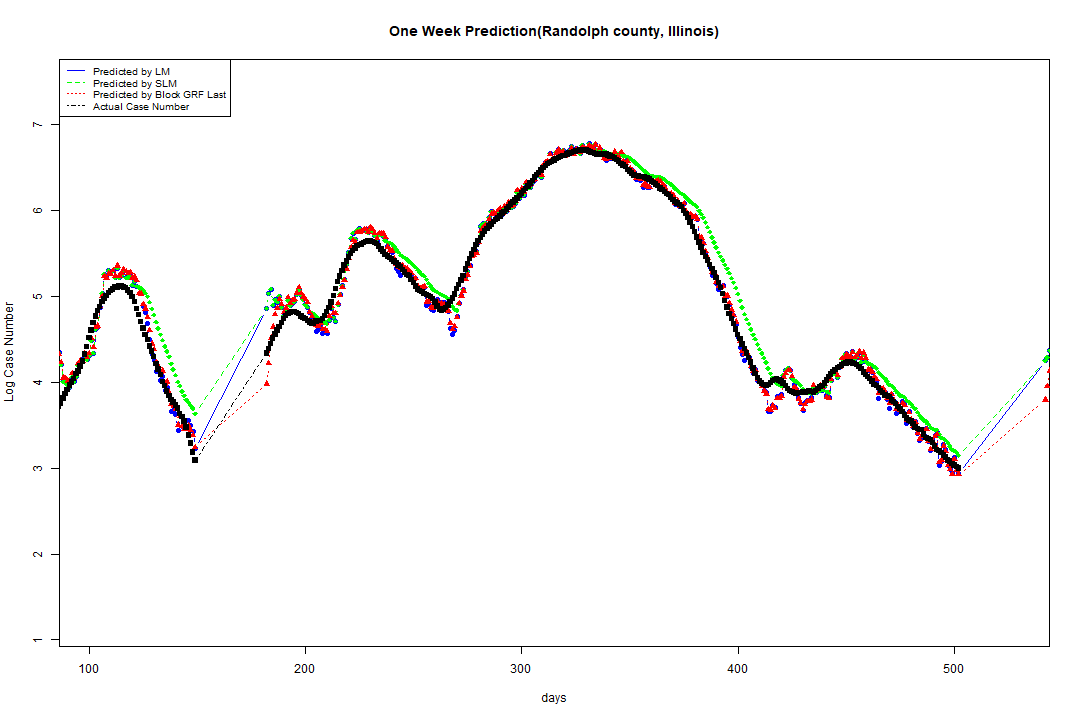 One Week Prediction(Randolph county, Illinois)
Predicted by LM
Predicted by SLM
Predicted by Block GRF Last
Actual Case Number
Log Case Number
7
6
5
4
3
2
1
100 200 300 400 500
days